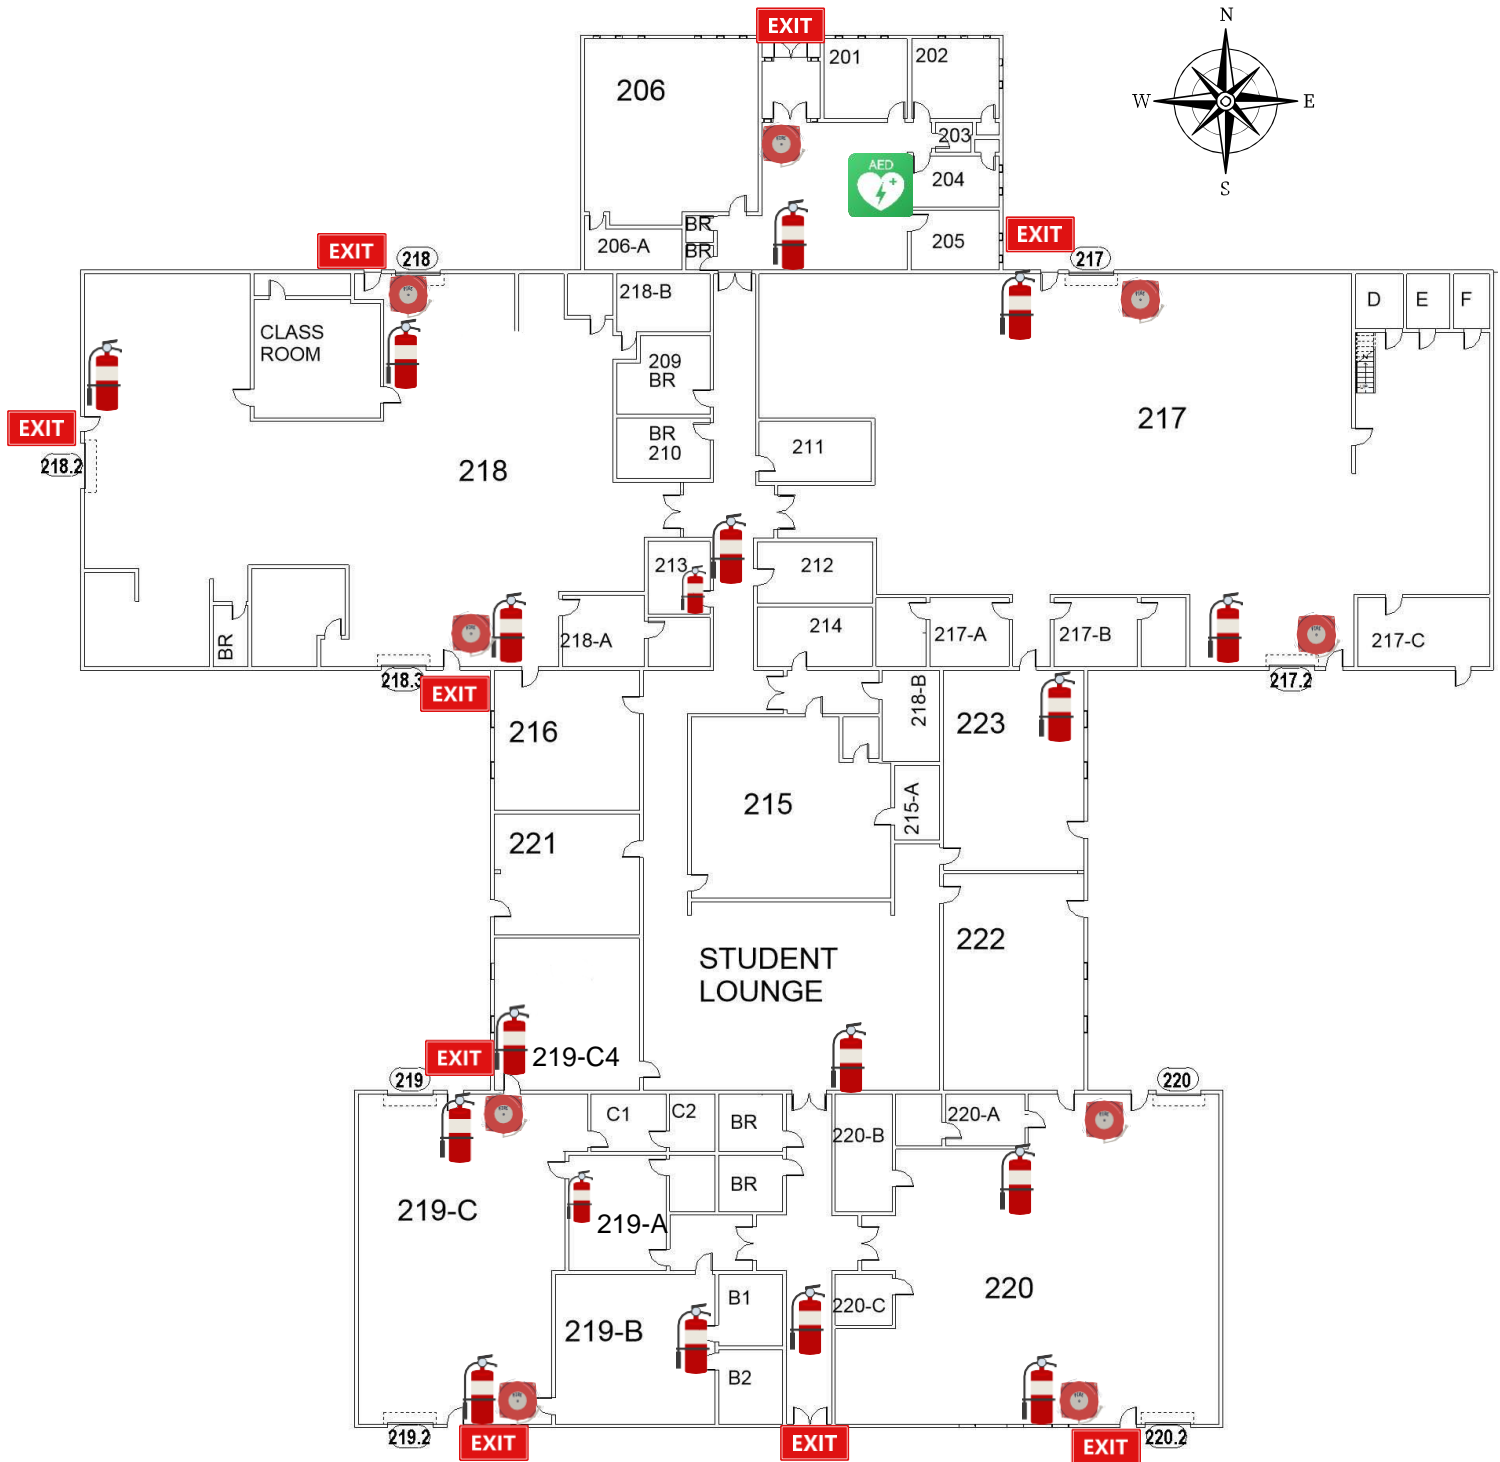 EXIT
N
201
202
206
W
E
203
AED
204
S
BR
206-A
BR
205
EXIT
EXIT
218
217
218-B
D
E
F
CLASS
ROOM
209
BR
217
EXIT
BR
210
211
218.2
218
213
212
BR
218-A
214
217-A
217-B
217-C
218.3
EXIT
217.2
216
218-B
223
215
215-A
221
222
STUDENT
LOUNGE
EXIT
219-C4
219
220
C1
C2
BR
220-B
220-A
BR
219-C
219-A
220
B1
220-C
219-B
B2
219.2
EXIT
EXIT
EXIT
220.2